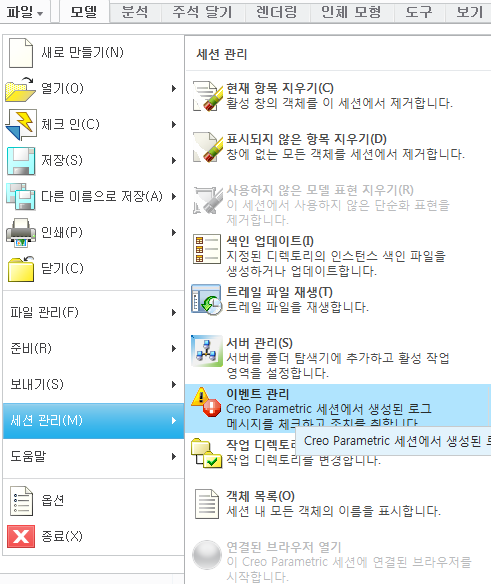 파일 모델 분석 주석 달기 렌더링 인체 모형 도구 보기
새로 만들기(N)
열기(O)
체크 인(C)
저장(S)
다른 이름으로 저장(A)
인쇄(P)
닫기(C)
파일 관리(F)
준비(R)
보내기(S)
세션 관리(M)
도움말
옵션
종료(X)
세션 관리
현재 항목 지우기(C)
활성 창의 객체를 이 세션에서 제거합니다.
표시되지 않은 항목 지우기(D)
창에 없는 모든 객체를 세션에서 제거합니다.
사용하지 않은 모델 표현 지우기(R)
이 세션에서 사용하지 않은 단순화 표현을
제거합니다.
색인 업데이트(I)
지정된 디렉토리의 인스턴스 색인 파일을
생성하거나 업데이트합니다.
트레일 파일 재생(T)
트레일 파일을 재생합니다.
서버 관리(S)
서버를 폴더 탐색기에 추가하고 활성 작업
영역을 설정합니다.
이벤트 관리
Creo Parametric 세션에서 생성된 로그
메시지를 체크하고 조치를 취합니다.
Creo Parametric 세션에서 생성된
작업 디렉토리
작업 디렉토리를 변경합니다.
객체 목록(O)
세션 내 모든 객체의 이름을 표시합니다.
연결된 브라우저 열기
이 Creo Parametric 세션에 연결된 브라우저를
시작합니다.